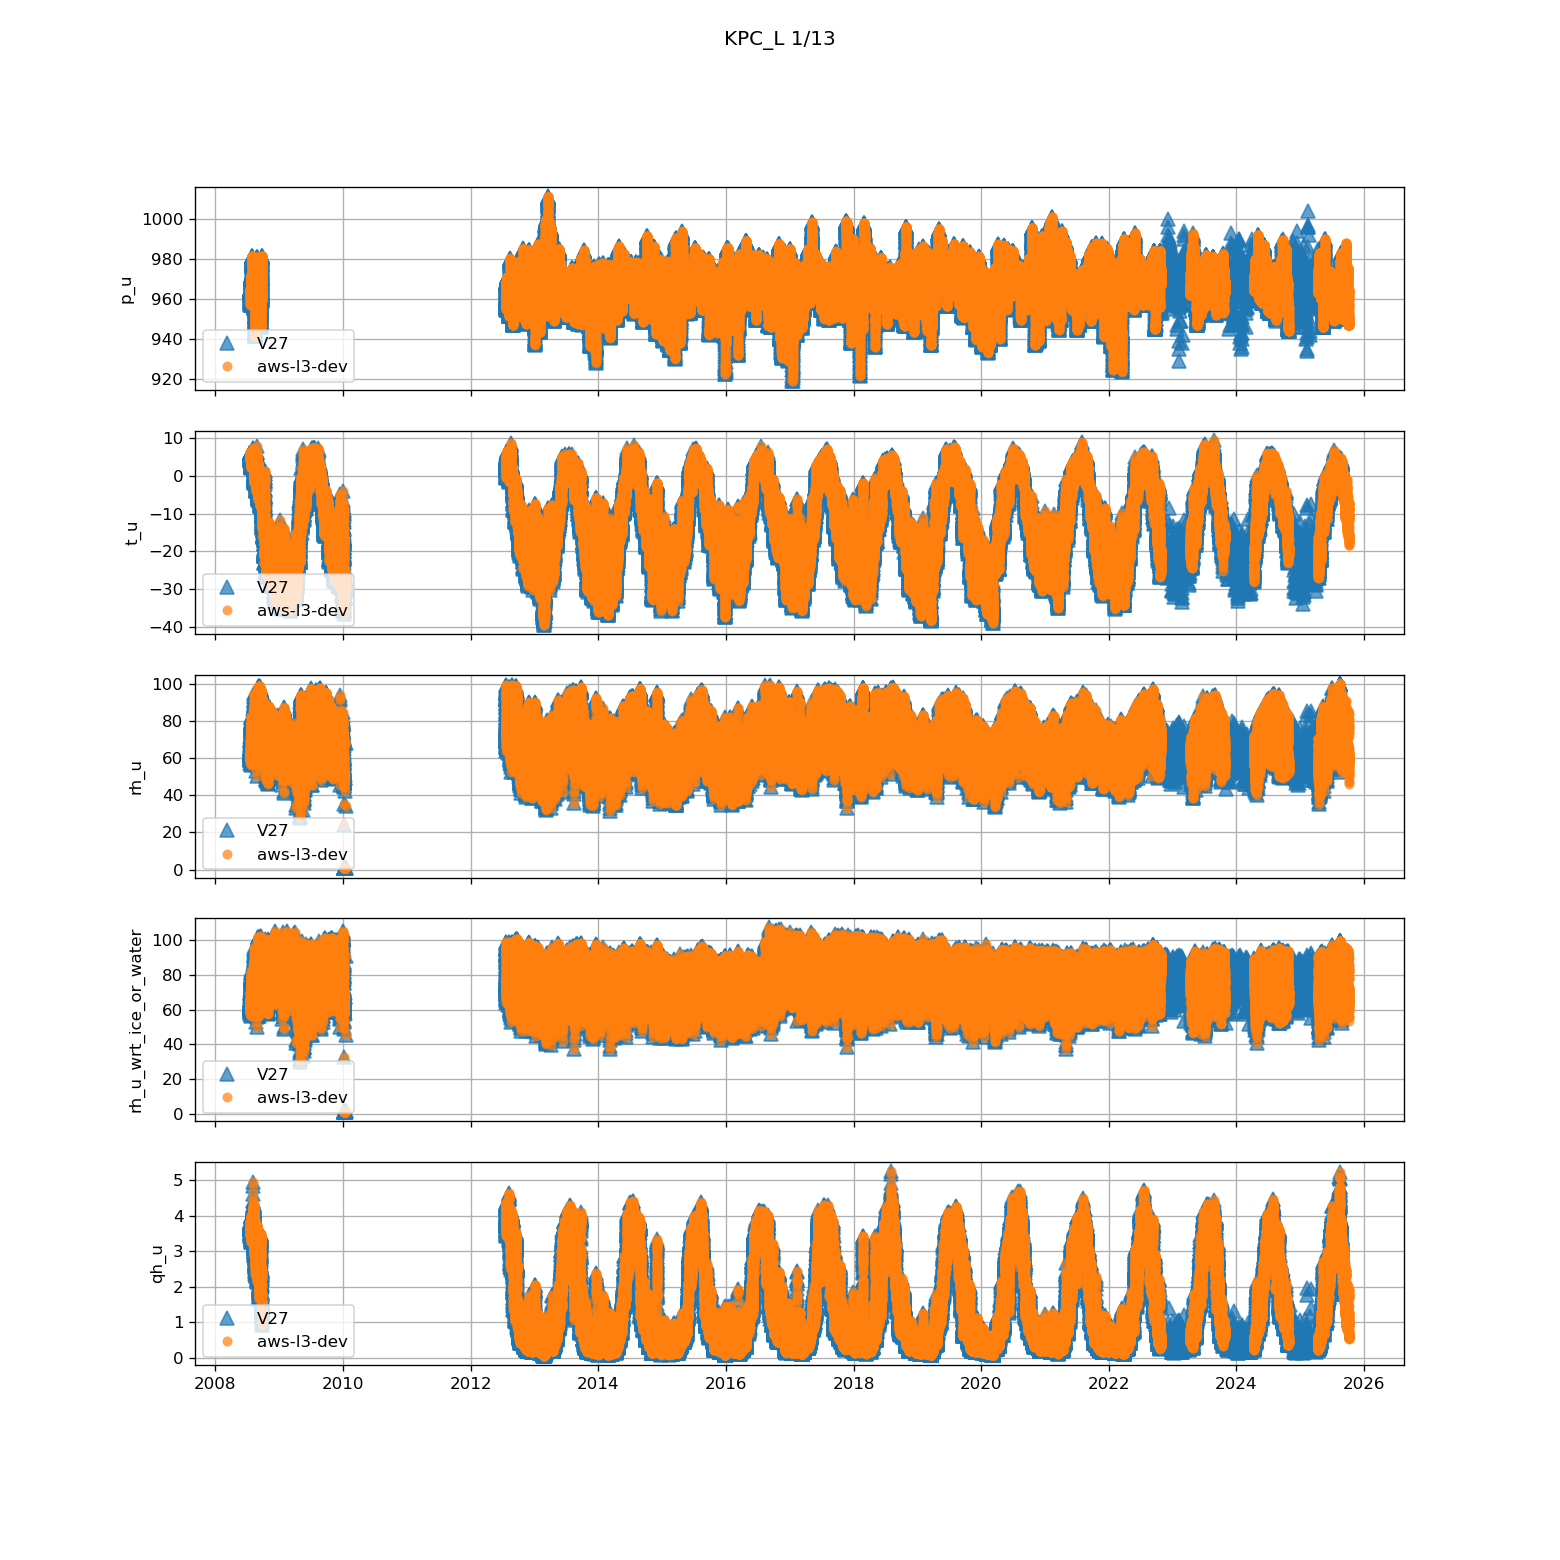 KPC_L 1/13
1000
980
960
940
920
p_u
V27
aws-l3-dev
10
0
−10
−20
−30
−40
t_u
V27
aws-l3-dev
100
80
60
40
20
0
rh_u
V27
aws-l3-dev
100
80
60
40
20
0
rh_u_wrt_ice_or_water
V27
aws-l3-dev
5
4
3
2
1
0
qh_u
V27
aws-l3-dev
2008 2010 2012 2014 2016 2018 2020 2022 2024 2026